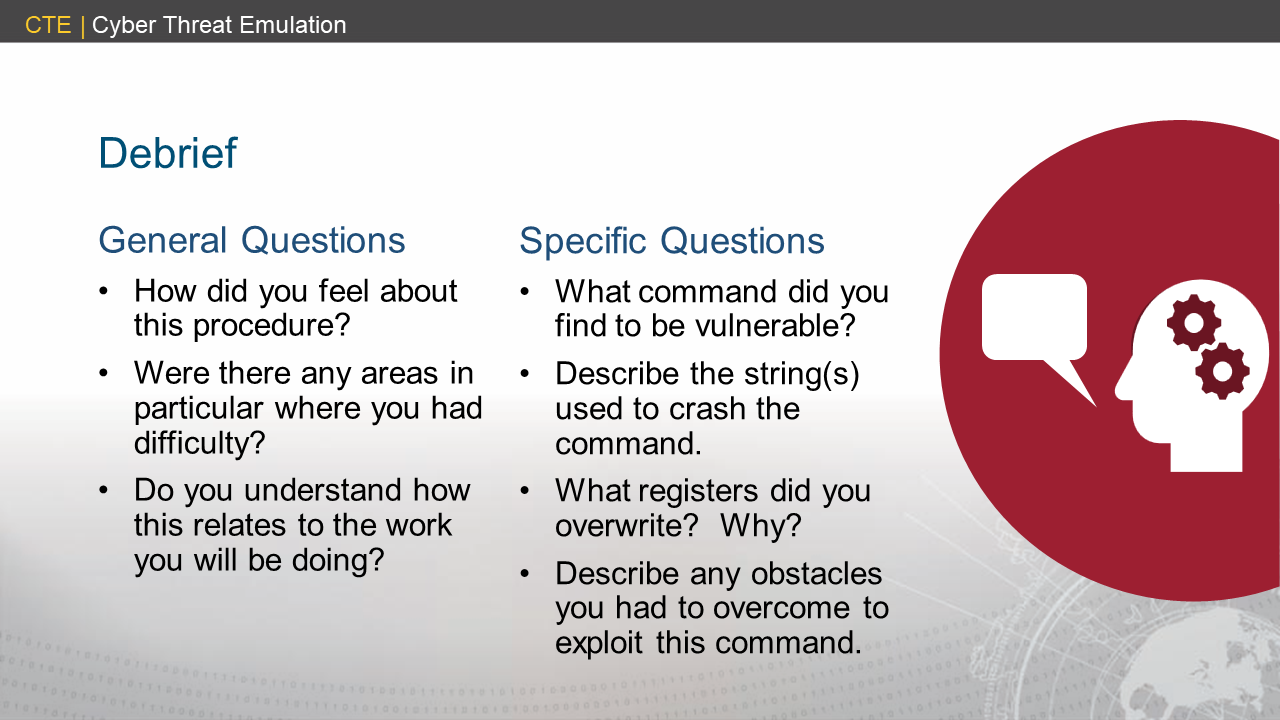 CTE | Cyber Threat Emulation
Debrief
General Questions
• How did you feel about
this procedure?
• Were there any areas in
particular where you had
difficulty?
• Do you understand how
this relates to the work
you will be doing?
Specific Questions
• What command did you
find to be vulnerable?
• Describe the string(s)
used to crash the
command.
• What registers did you
overwrite?  Why?
• Describe any obstacles
you had to overcome to
exploit this command.